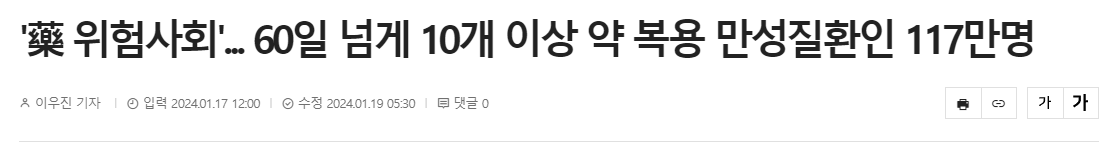 '藥 위험사회'... 60일 넘게 10개 이상 약 복용 만성질환인 117만명
이우진 기자 입력 2024.01.17 12:00 수정 2024.01.19 05:30 댓글 0 가 가